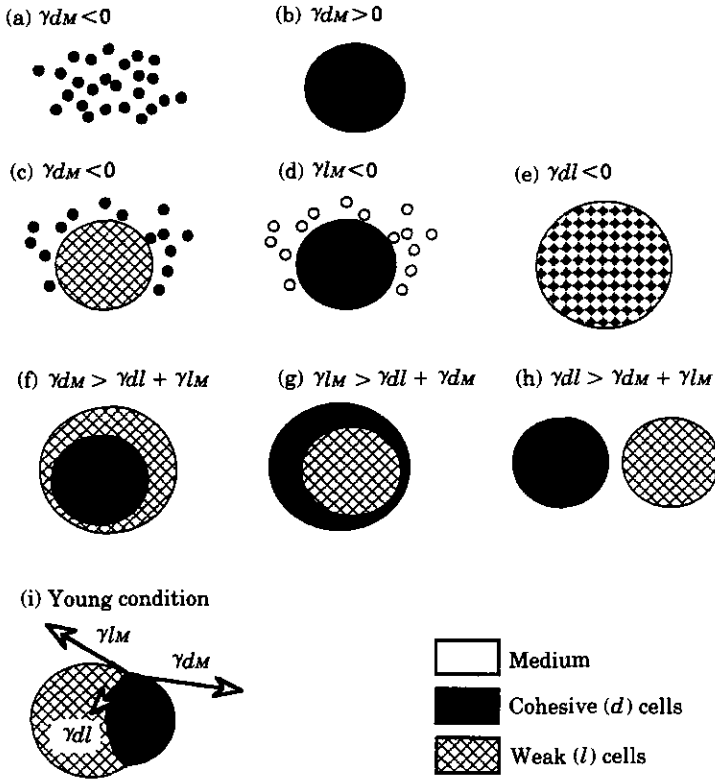 (a) γdM<0
(b) γdM>0
(c) γdM<0
(d) γlM<0
(e) γdl<0
(f) γdM > γdl + γlM
(g) γlM > γdl + γdM
(h) γdl > γdM + γlM
(i) Young condition
γlM
γdM
γdl
Medium
Cohesive (d) cells
Weak (l) cells